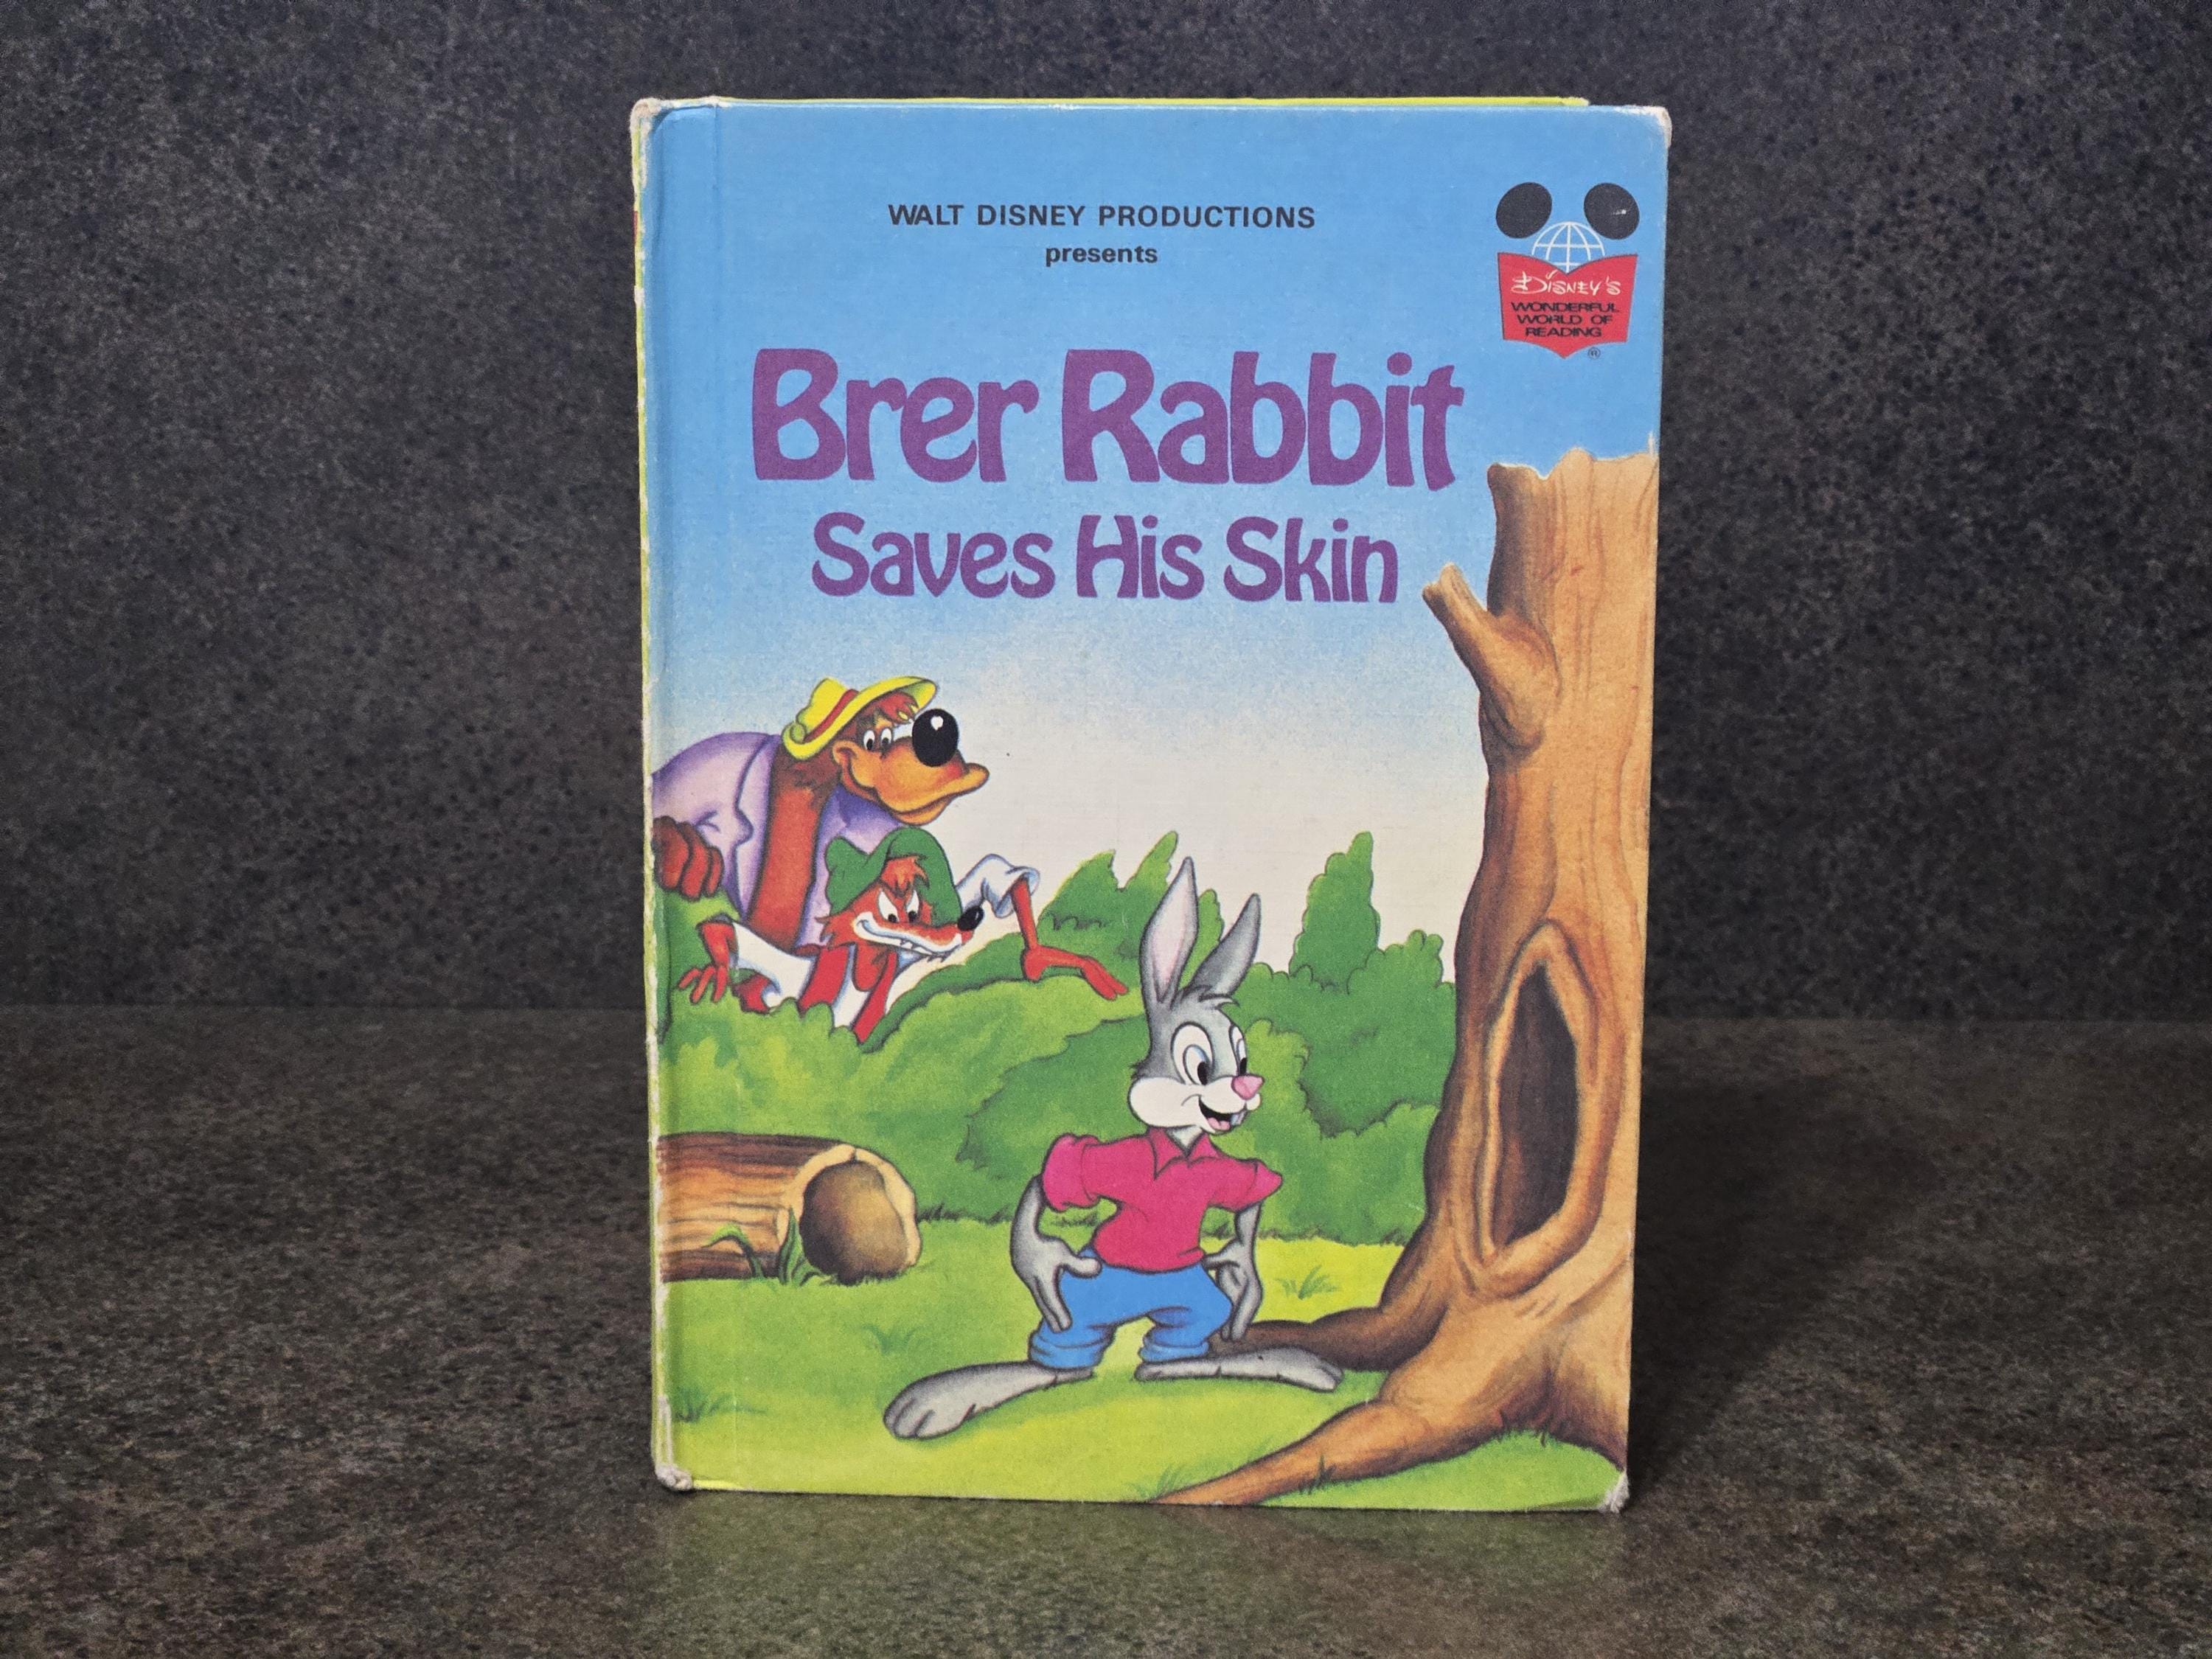 WALT DISNEY PRODUCTIONS
presents
DISNEY'S
WONDERFUL
WORLD OF
READING
®
Brer Rabbit
Saves His Skin